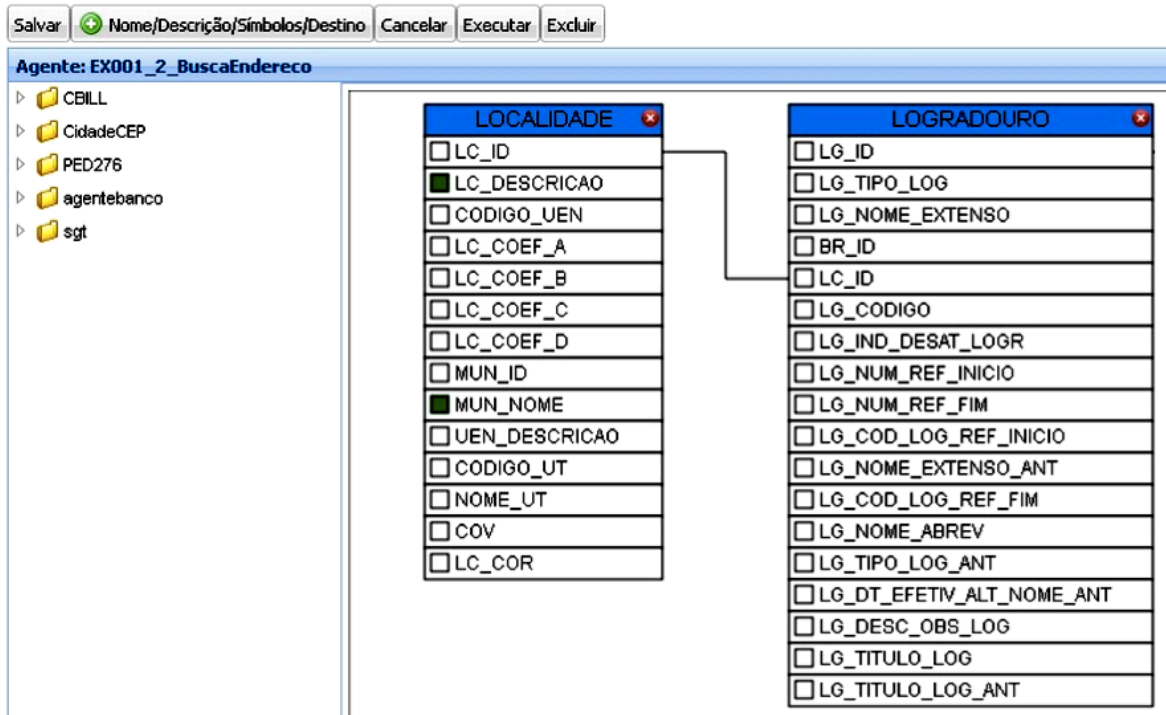 Salvar Nome/Descrição/Símbolos/Destino Cancelar Executar Excluir
Agente: EX001_2_BuscaEndereco
CBILL
CidadeCEP
PED276
agentebanco
sgt
LOCALIDADE
LC_ID
LC_DESCRICAO
CODIGO_UEN
LC_COEF_A
LC_COEF_B
LC_COEF_C
LC_COEF_D
MUN_ID
MUN_NOME
UEN_DESCRICAO
CODIGO_UT
NOME_UT
COV
LC_COR
LOGRADOURO
LG_ID
LG_TIPO_LOG
LG_NOME_EXTENSO
BR_ID
LC_ID
LG_CODIGO
LG_IND_DESAT_LOGR
LG_NUM_REF_INICIO
LG_NUM_REF_FIM
LG_COD_LOG_REF_INICIO
LG_NOME_EXTENSO_ANT
LG_COD_LOG_REF_FIM
LG_NOME_ABREV
LG_TIPO_LOG_ANT
LG_DT_EFETIV_ALT_NOME_ANT
LG_DESC_OBS_LOG
LG_TITULO_LOG
LG_TITULO_LOG_ANT